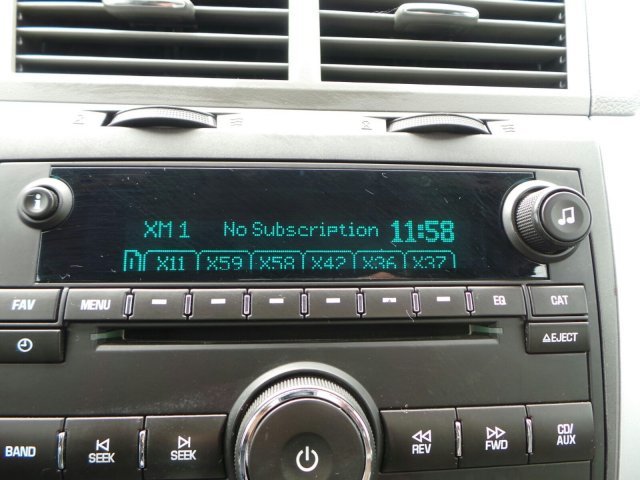 i
XM 1 No Subscription 11:58
1 X11 X59 X58 X42 X36 X37
FAV MENU EQ CAT
EJECT
BAND SEEK SEEK REV FWD CD/
AUX